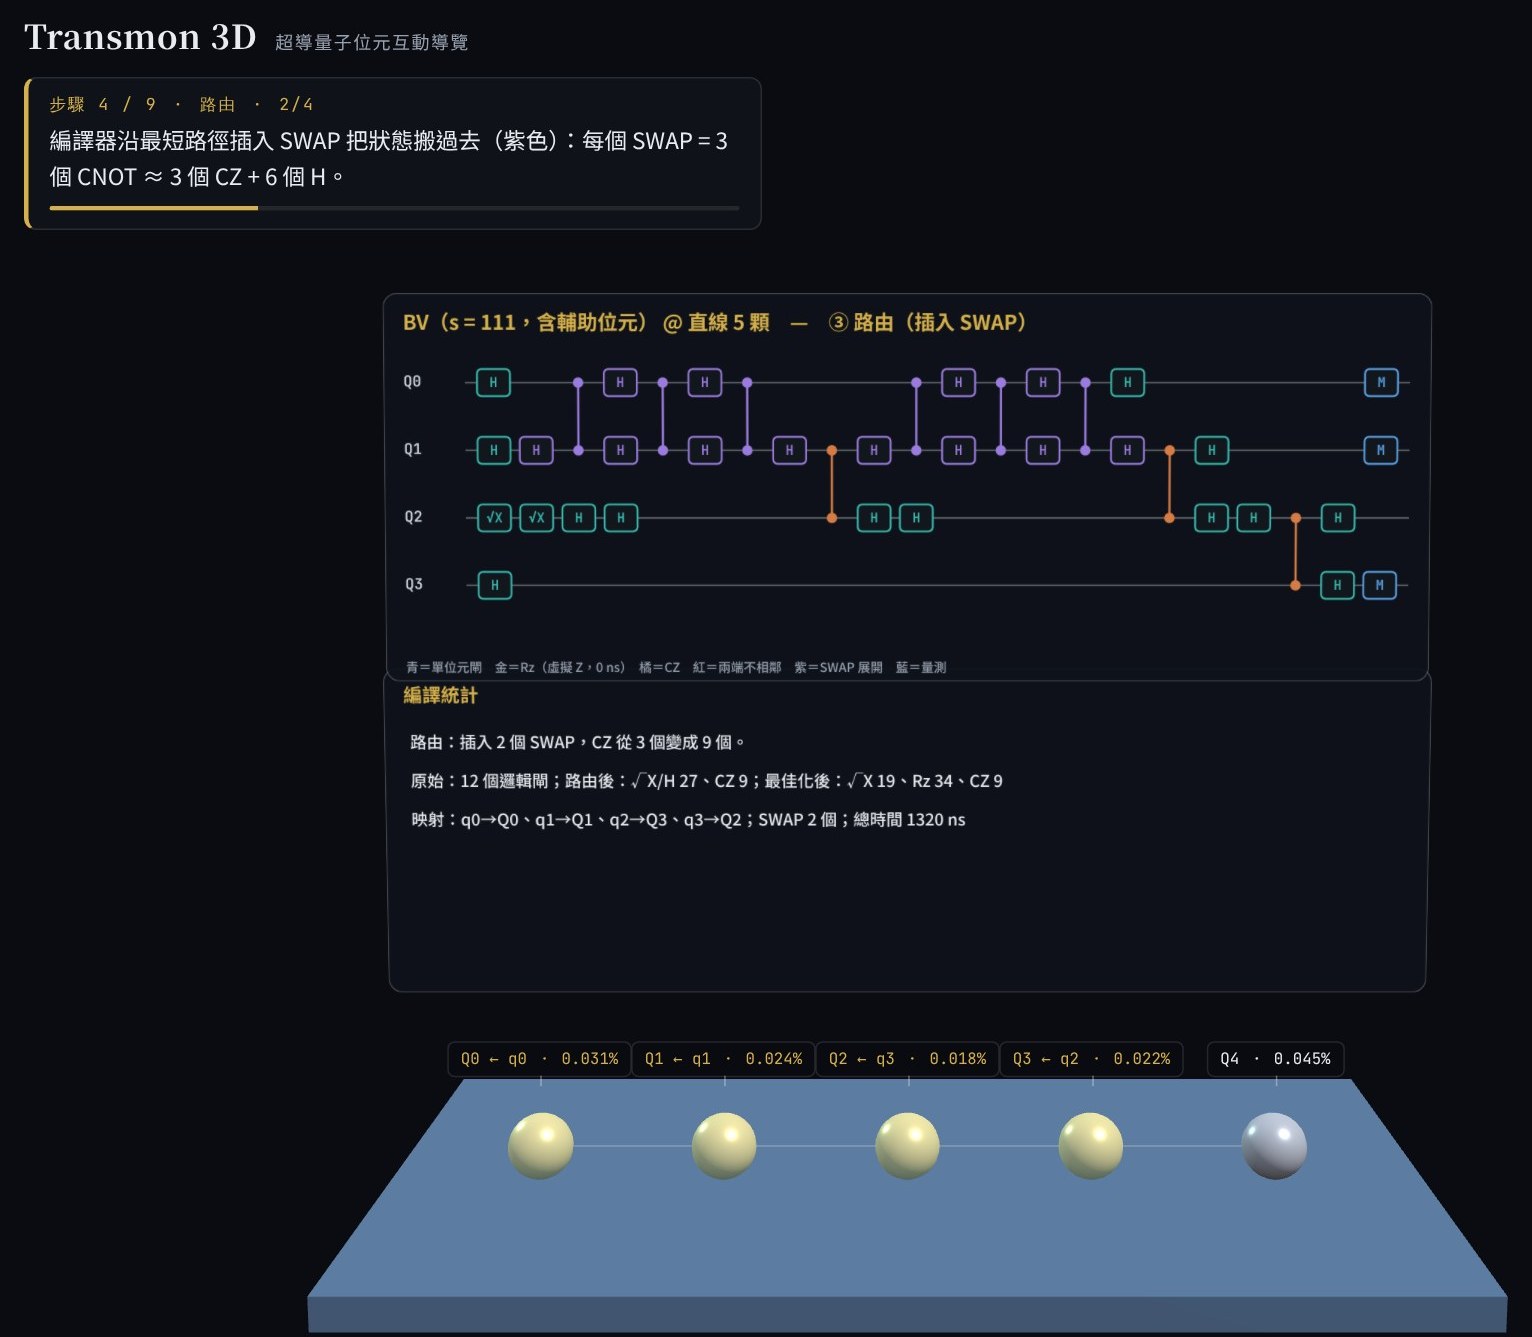 Transmon 3D 超導量子位元互動導覽
步驟 4 / 9 · 路由 · 2/4
編譯器沿最短路徑插入 SWAP 把狀態搬過去（紫色）：每個 SWAP = 3
個 CNOT ≈ 3 個 CZ + 6 個 H。
BV（s = 111，含輔助位元） @ 直線 5 顆 — ③ 路由（插入 SWAP）
Q0 H H H H H H M
Q1 H H H H H H H H H H M
Q2 √X √X H H H H H H H
Q3 H H M
青＝單位元閘 金＝Rz（虛擬 Z，0 ns） 橘＝CZ 紅＝兩端不相鄰 紫＝SWAP 展開 藍＝量測
編譯統計
路由：插入 2 個 SWAP，CZ 從 3 個變成 9 個。
原始：12 個邏輯閘；路由後：√X/H 27、CZ 9；最佳化後：√X 19、Rz 34、CZ 9
映射：q0→Q0、q1→Q1、q2→Q3、q3→Q2；SWAP 2 個；總時間 1320 ns
Q0 ← q0 · 0.031% Q1 ← q1 · 0.024% Q2 ← q3 · 0.018% Q3 ← q2 · 0.022% Q4 · 0.045%